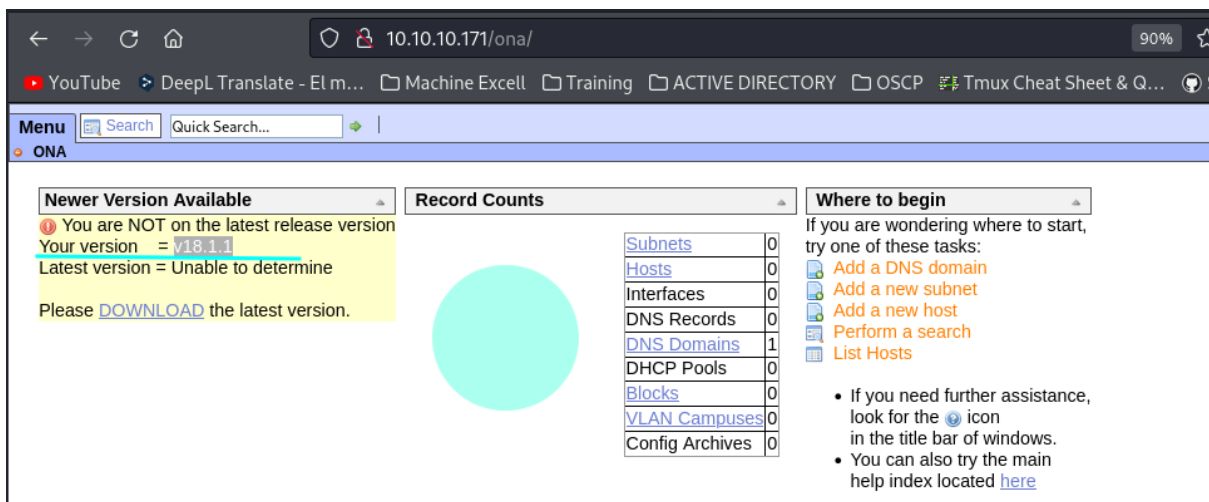 10.10.10.171/ona/
90%
YouTube
DeepL Translate - El m...
Machine Excell
Training
ACTIVE DIRECTORY
OSCP
Tmux Cheat Sheet & Q...
Menu
Search
Quick Search...
ONA
Newer Version Available
You are NOT on the latest release version
Your version = v18.1.1
Latest version = Unable to determine
Please DOWNLOAD the latest version.
Record Counts
Subnets 0
Hosts 0
Interfaces 0
DNS Records 0
DNS Domains 1
DHCP Pools 0
Blocks 0
VLAN Campuses 0
Config Archives 0
Where to begin
If you are wondering where to start,
try one of these tasks:
Add a DNS domain
Add a new subnet
Add a new host
Perform a search
List Hosts
• If you need further assistance,
look for the icon
in the title bar of windows.
• You can also try the main
help index located here